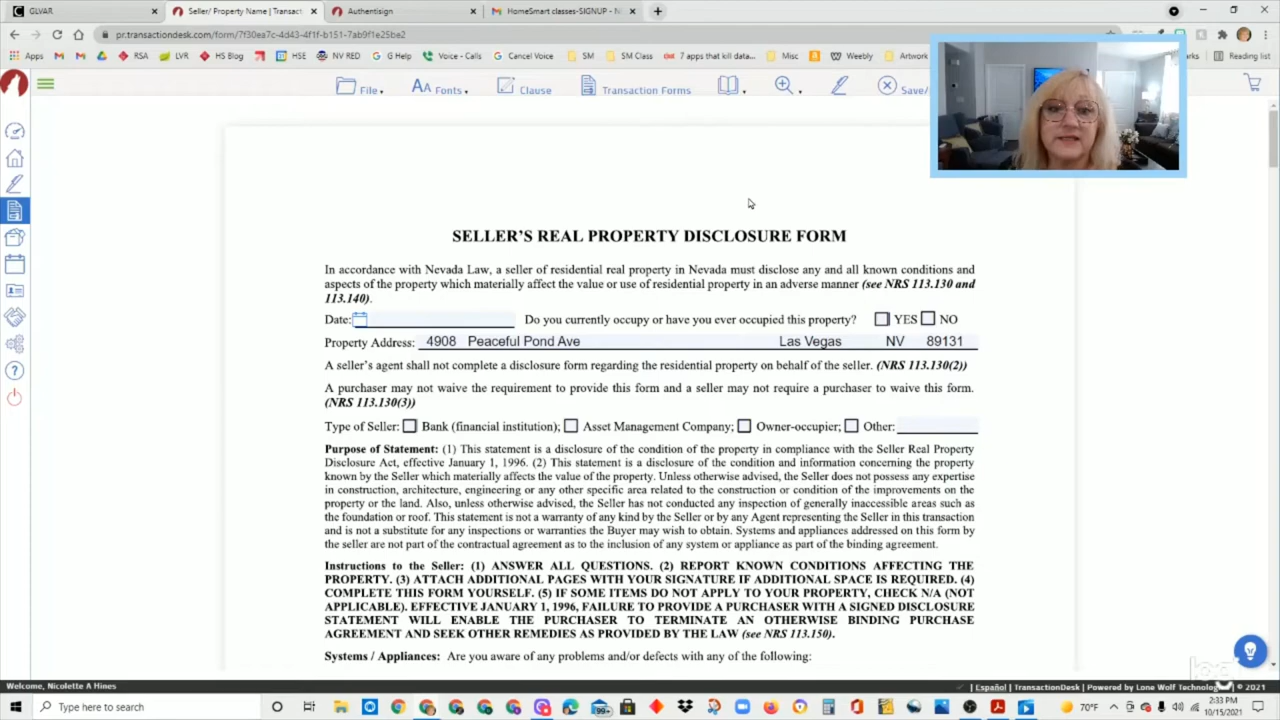 GLVAR
Seller/ Property Name | Transact
Authentisign
HomeSmart classes-SIGNUP - N
pr.transactiondesk.com/form/7f30ea7c-4d43-4f1f-b151-7ab9f1e25be2
Apps
RSA
LVR
HS Blog
HSE
NV RED
G Help
Voice - Calls
Cancel Voice
SM
SM Class
7 apps that kill data...
Misc
Weebly
Artwork
Reading list
File
Fonts
Clause
Transaction Forms
Save/
SELLER'S REAL PROPERTY DISCLOSURE FORM
In accordance with Nevada Law, a seller of residential real property in Nevada must disclose any and all known conditions and
aspects of the property which materially affect the value or use of residential property in an adverse manner (see NRS 113.130 and
113.140).
Date: Do you currently occupy or have you ever occupied this property? YES NO
Property Address: 4908 Peaceful Pond Ave Las Vegas NV 89131
A seller's agent shall not complete a disclosure form regarding the residential property on behalf of the seller. (NRS 113.130(2))
A purchaser may not waive the requirement to provide this form and a seller may not require a purchaser to waive this form.
(NRS 113.130(3))
Type of Seller: Bank (financial institution); Asset Management Company; Owner-occupier; Other:
Purpose of Statement: (1) This statement is a disclosure of the condition of the property in compliance with the Seller Real Property
Disclosure Act, effective January 1, 1996. (2) This statement is a disclosure of the condition and information concerning the property
known by the Seller which materially affects the value of the property. Unless otherwise advised, the Seller does not possess any expertise
in construction, architecture, engineering or any other specific area related to the construction or condition of the improvements on the
property or the land. Also, unless otherwise advised, the Seller has not conducted any inspection of generally inaccessible areas such as
the foundation or roof. This statement is not a warranty of any kind by the Seller or by any Agent representing the Seller in this transaction
and is not a substitute for any inspections or warranties the Buyer may wish to obtain. Systems and appliances addressed on this form by
the seller are not part of the contractual agreement as to the inclusion of any system or appliance as part of the binding agreement.
Instructions to the Seller: (1) ANSWER ALL QUESTIONS. (2) REPORT KNOWN CONDITIONS AFFECTING THE
PROPERTY. (3) ATTACH ADDITIONAL PAGES WITH YOUR SIGNATURE IF ADDITIONAL SPACE IS REQUIRED. (4)
COMPLETE THIS FORM YOURSELF. (5) IF SOME ITEMS DO NOT APPLY TO YOUR PROPERTY, CHECK N/A (NOT
APPLICABLE). EFFECTIVE JANUARY 1, 1996, FAILURE TO PROVIDE A PURCHASER WITH A SIGNED DISCLOSURE
STATEMENT WILL ENABLE THE PURCHASER TO TERMINATE AN OTHERWISE BINDING PURCHASE
AGREEMENT AND SEEK OTHER REMEDIES AS PROVIDED BY THE LAW (see NRS 113.150).
Systems / Appliances: Are you aware of any problems and/or defects with any of the following:
Welcome, Nicolette A Hines
| Español | TransactionDesk | Powered by Lone Wolf Technolog © 2021
Type here to search
99+
70°F
2:33 PM
10/15/2021